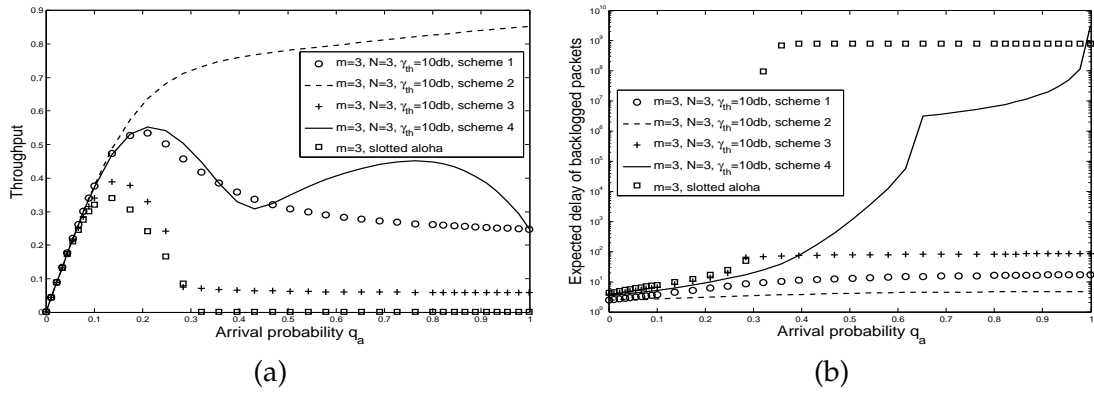 0.9
0.8
0.7
0.6
0.5
0.4
0.3
0.2
0.1
0
Throughput
m=3, N=3, γth=10db, scheme 1
m=3, N=3, γth=10db, scheme 2
m=3, N=3, γth=10db, scheme 3
m=3, N=3, γth=10db, scheme 4
m=3, slotted aloha
0 0.1 0.2 0.3 0.4 0.5 0.6 0.7 0.8 0.9 1
Arrival probability qa
(a)
10^10
10^9
10^8
10^7
10^6
10^5
10^4
10^3
10^2
10^1
10^0
Expected delay of backlogged packets
m=3, N=3, γth=10db, scheme 1
m=3, N=3, γth=10db, scheme 2
m=3, N=3, γth=10db, scheme 3
m=3, N=3, γth=10db, scheme 4
m=3, slotted aloha
0 0.1 0.2 0.3 0.4 0.5 0.6 0.7 0.8 0.9 1
Arrival probability qa
(b)